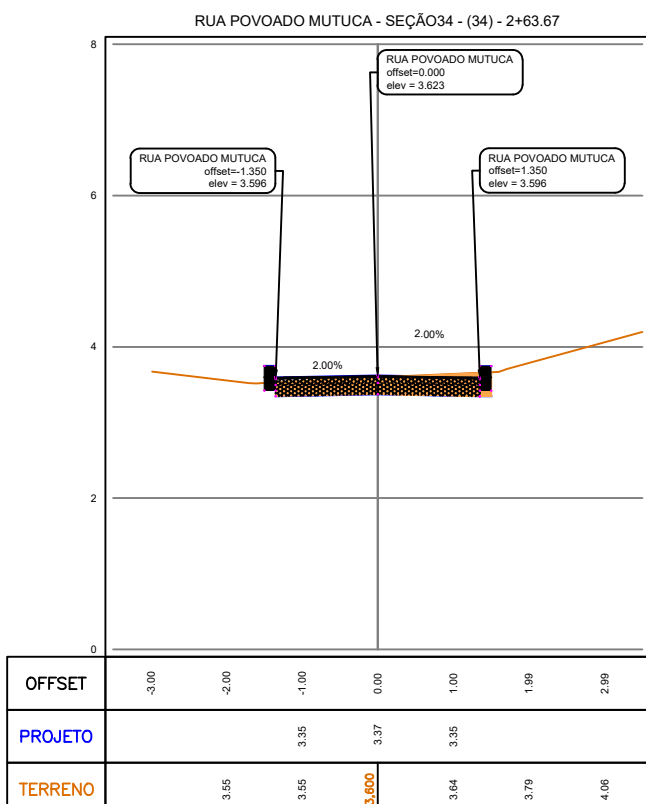 RUA POVOADO MUTUCA - SEÇÃO34 - (34) - 2+63.67
8
RUA POVOADO MUTUCA
offset=0.000
elev = 3.623
RUA POVOADO MUTUCA
offset=-1.350
elev = 3.596
RUA POVOADO MUTUCA
offset=1.350
elev = 3.596
6
4
2.00%
2.00%
2
0
OFFSET -3.00 -2.00 -1.00 0.00 1.00 1.99 2.99
PROJETO 3.35 3.37 3.35
TERRENO 3.55 3.55 3,600 3.64 3.79 4.06